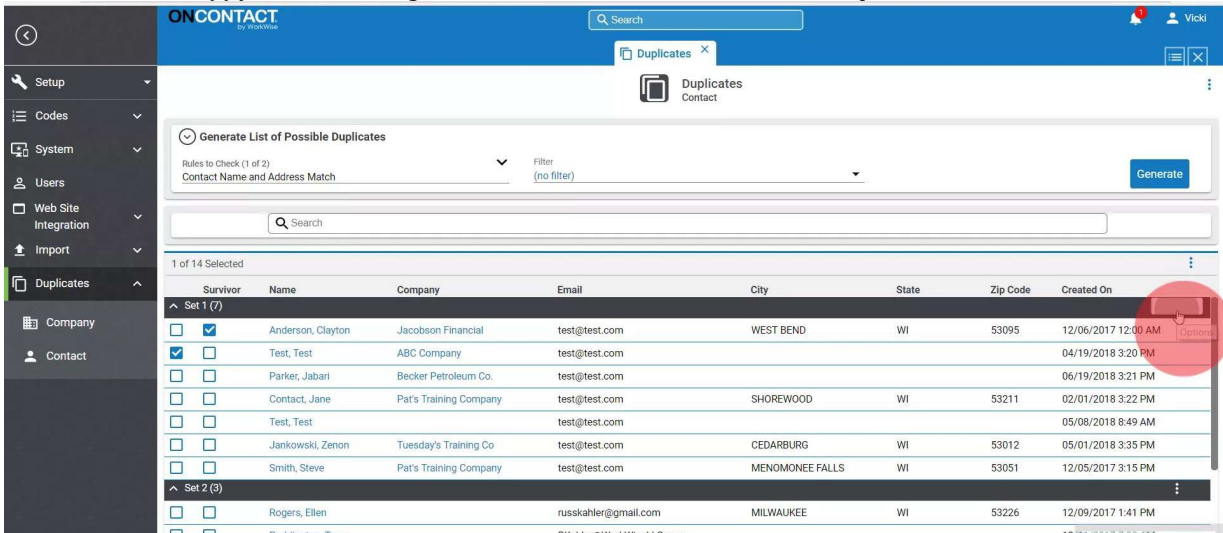 ONCONTACT
by WorkWise
Search
1
Vicki
Duplicates
Setup
Codes
System
Users
Web Site
Integration
Import
Duplicates
Company
Contact
Duplicates
Contact
Generate List of Possible Duplicates
Rules to Check (1 of 2)
Contact Name and Address Match
Filter
(no filter)
Generate
Search
1 of 14 Selected
Survivor Name Company Email City State Zip Code Created On
Set 1 (7)
Options
Anderson, Clayton Jacobson Financial test@test.com WEST BEND WI 53095 12/06/2017 12:00 AM
Test, Test ABC Company test@test.com 04/19/2018 3:20 PM
Parker, Jabari Becker Petroleum Co. test@test.com 06/19/2018 3:21 PM
Contact, Jane Pat's Training Company test@test.com SHOREWOOD WI 53211 02/01/2018 3:22 PM
Test, Test test@test.com 05/08/2018 8:49 AM
Jankowski, Zenon Tuesday's Training Co test@test.com CEDARBURG WI 53012 05/01/2018 3:35 PM
Smith, Steve Pat's Training Company test@test.com MENOMONEE FALLS WI 53051 12/05/2017 3:15 PM
Set 2 (3)
Rogers, Ellen russkahler@gmail.com MILWAUKEE WI 53226 12/09/2017 1:41 PM